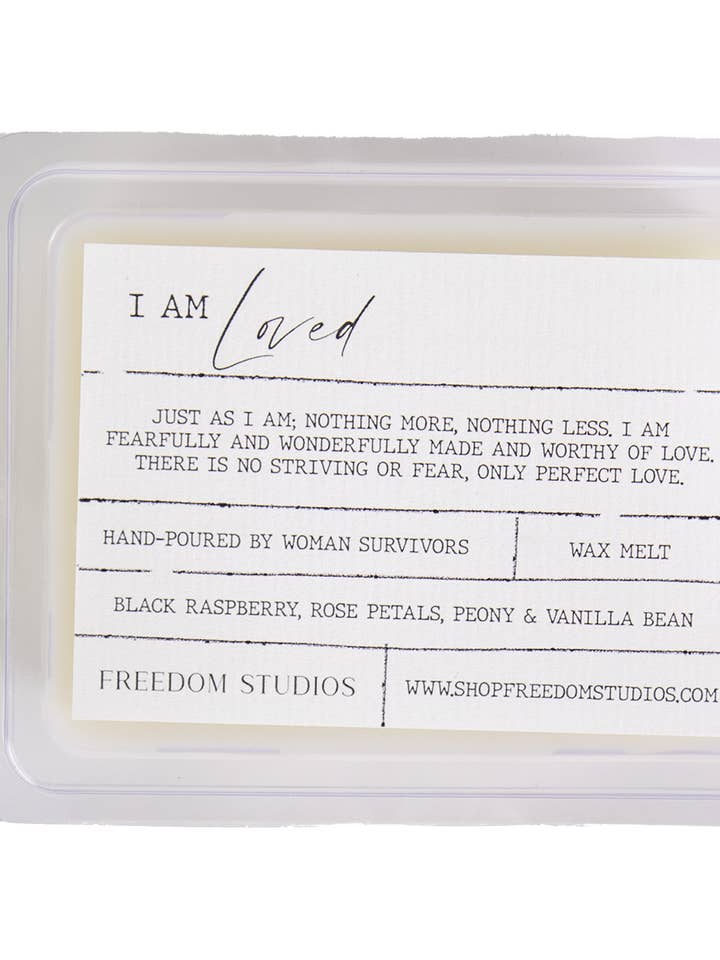 I AM Loved
JUST AS I AM; NOTHING MORE, NOTHING LESS. I AM
FEARFULLY AND WONDERFULLY MADE AND WORTHY OF LOVE.
THERE IS NO STRIVING OR FEAR, ONLY PERFECT LOVE.
HAND-POURED BY WOMAN SURVIVORS
WAX MELT
BLACK RASPBERRY, ROSE PETALS, PEONY & VANILLA BEAN
FREEDOM STUDIOS
WWW.SHOPFREEDOMSTUDIOS.COM